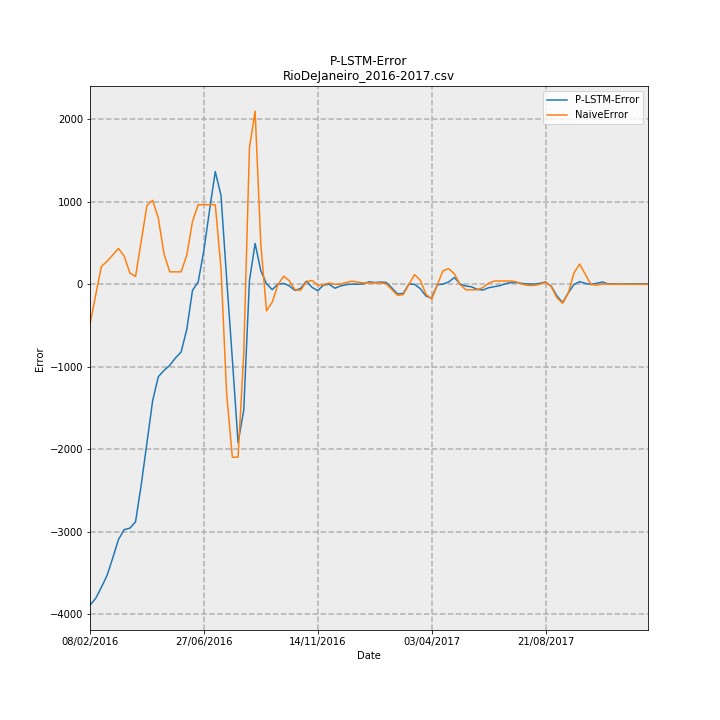 P-LSTM-Error
RioDeJaneiro_2016-2017.csv
P-LSTM-Error
NaiveError
2000
1000
0
−1000
−2000
−3000
−4000
Error
08/02/2016
27/06/2016
14/11/2016
03/04/2017
21/08/2017
Date